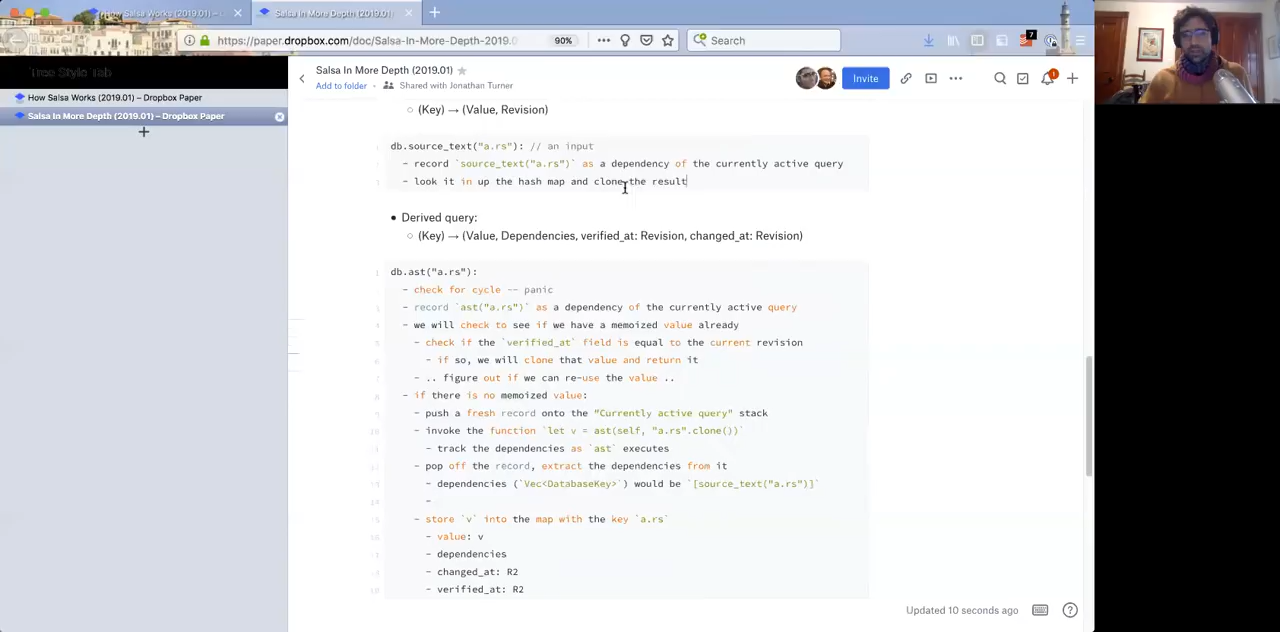 How Salsa Works (2019.01) –
Salsa In More Depth (2019.01)
https://paper.dropbox.com/doc/Salsa-In-More-Depth-2019.0
90%
Search
7
Tree Style Tab
How Salsa Works (2019.01) – Dropbox Paper
Salsa In More Depth (2019.01) – Dropbox Paper
Salsa In More Depth (2019.01)
Add to folder · Shared with Jonathan Turner
Invite
1
(Key) → (Value, Revision)
db.source_text("a.rs"): // an input
- record `source_text("a.rs")` as a dependency of the currently active query
- look it in up the hash map and clone the result
• Derived query:
(Key) → (Value, Dependencies, verified_at: Revision, changed_at: Revision)
db.ast("a.rs"):
- check for cycle -- panic
- record `ast("a.rs")` as a dependency of the currently active query
- we will check to see if we have a memoized value already
- check if the `verified_at` field is equal to the current revision
- if so, we will clone that value and return it
- .. figure out if we can re-use the value ..
- if there is no memoized value:
- push a fresh record onto the "Currently active query" stack
- invoke the function `let v = ast(self, "a.rs".clone())`
- track the dependencies as `ast` executes
- pop off the record, extract the dependencies from it
- dependencies (`Vec<DatabaseKey>`) would be `[source_text("a.rs")]`
-
- store `v` into the map with the key `a.rs`
- value: v
- dependencies
- changed_at: R2
- verified_at: R2
Updated 10 seconds ago